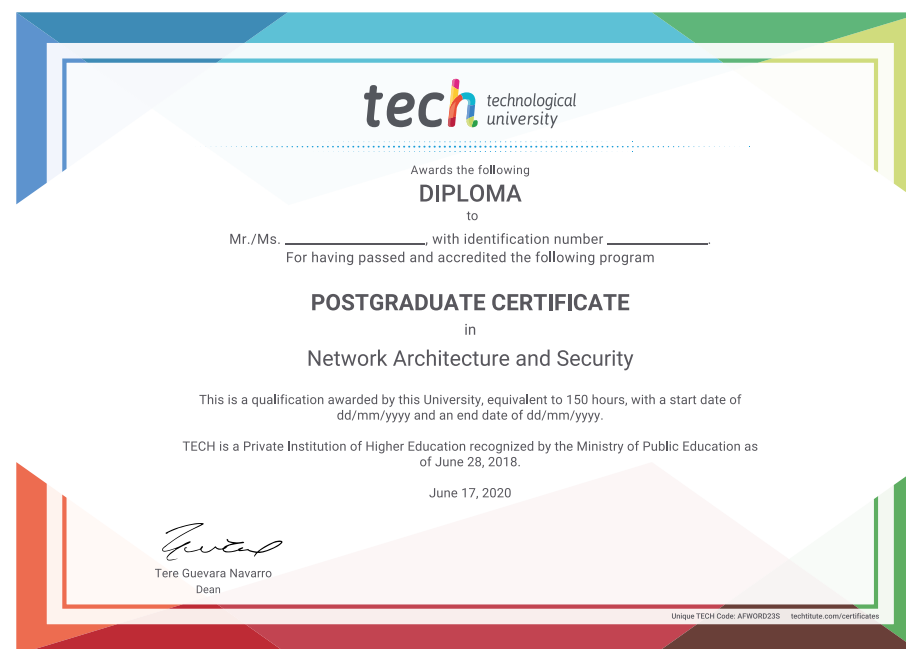 tech technological
university
Awards the following
DIPLOMA
to
Mr./Ms. ____________________, with identification number ______________.
For having passed and accredited the following program
POSTGRADUATE CERTIFICATE
in
Network Architecture and Security
This is a qualification awarded by this University, equivalent to 150 hours, with a start date of
dd/mm/yyyy and an end date of dd/mm/yyyy.
TECH is a Private Institution of Higher Education recognized by the Ministry of Public Education as
of June 28, 2018.
June 17, 2020
Tere Guevara Navarro
Dean
Unique TECH Code: AFWORD23S techtitute.com/certificates